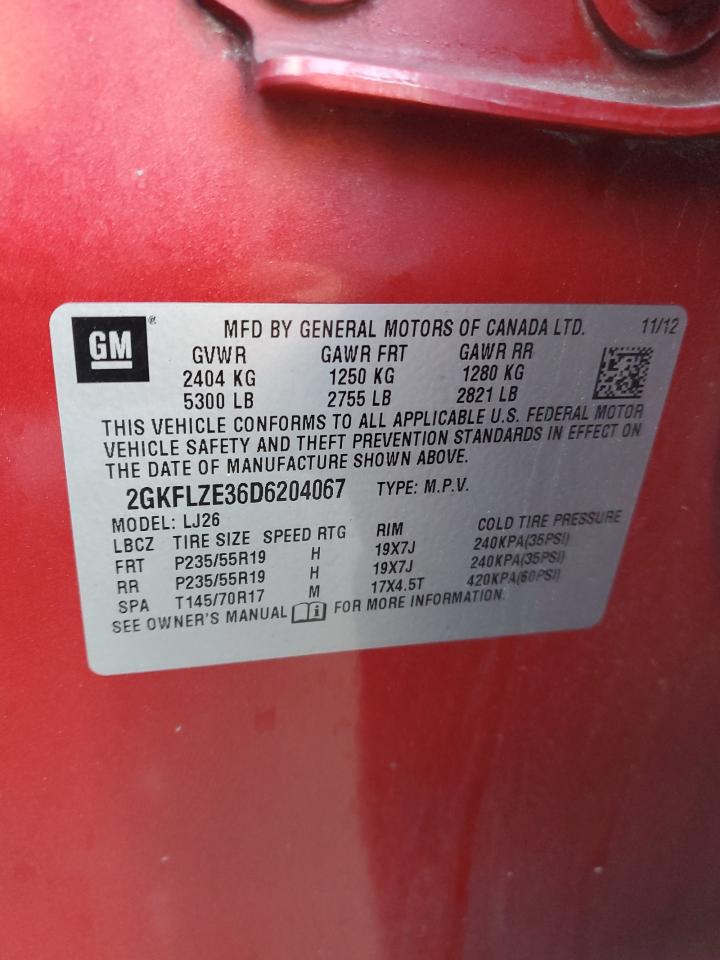 GM ® MFD BY GENERAL MOTORS OF CANADA LTD. 11/12
GVWR GAWR FRT GAWR RR
2404 KG 1250 KG 1280 KG
5300 LB 2755 LB 2821 LB
THIS VEHICLE CONFORMS TO ALL APPLICABLE U.S. FEDERAL MOTOR
VEHICLE SAFETY AND THEFT PREVENTION STANDARDS IN EFFECT ON
THE DATE OF MANUFACTURE SHOWN ABOVE.
2GKFLZE36D6204067 TYPE: M.P.V.
MODEL: LJ26
LBCZ TIRE SIZE SPEED RTG RIM COLD TIRE PRESSURE
FRT P235/55R19 H 19X7J 240KPA(35PSI)
RR P235/55R19 H 19X7J 240KPA(35PSI)
SPA T145/70R17 M 17X4.5T 420KPA(60PSI)
SEE OWNER'S MANUAL i FOR MORE INFORMATION.